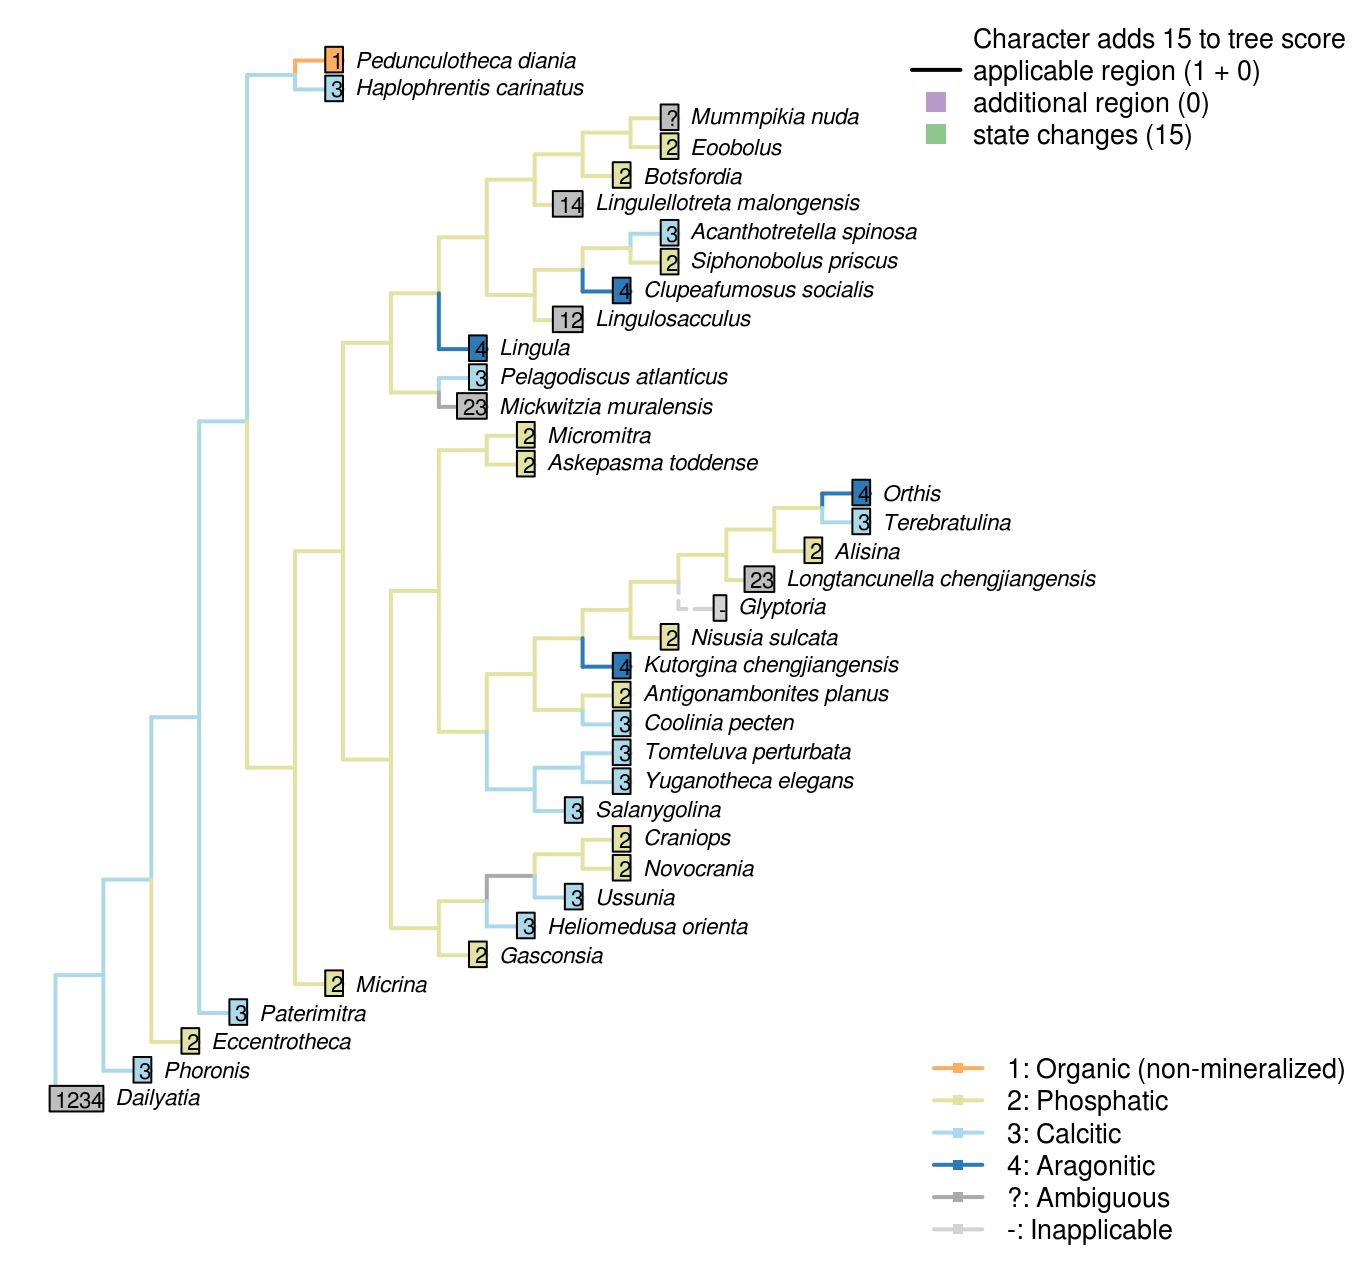 Character adds 15 to tree score
applicable region (1 + 0)
additional region (0)
state changes (15)
1 Pedunculotheca diania
3 Haplophrentis carinatus
? Mummpikia nuda
2 Eoobolus
2 Botsfordia
14 Lingulellotreta malongensis
3 Acanthotretella spinosa
2 Siphonobolus priscus
4 Clupeafumosus socialis
12 Lingulosacculus
4 Lingula
3 Pelagodiscus atlanticus
23 Mickwitzia muralensis
2 Micromitra
2 Askepasma toddense
4 Orthis
3 Terebratulina
2 Alisina
23 Longtancunella chengjiangensis
- Glyptoria
2 Nisusia sulcata
4 Kutorgina chengjiangensis
2 Antigonambonites planus
3 Coolinia pecten
3 Tomteluva perturbata
3 Yuganotheca elegans
3 Salanygolina
2 Craniops
2 Novocrania
3 Ussunia
3 Heliomedusa orienta
2 Gasconsia
2 Micrina
3 Paterimitra
2 Eccentrotheca
3 Phoronis
1234 Dailyatia
1: Organic (non-mineralized)
2: Phosphatic
3: Calcitic
4: Aragonitic
?: Ambiguous
-: Inapplicable